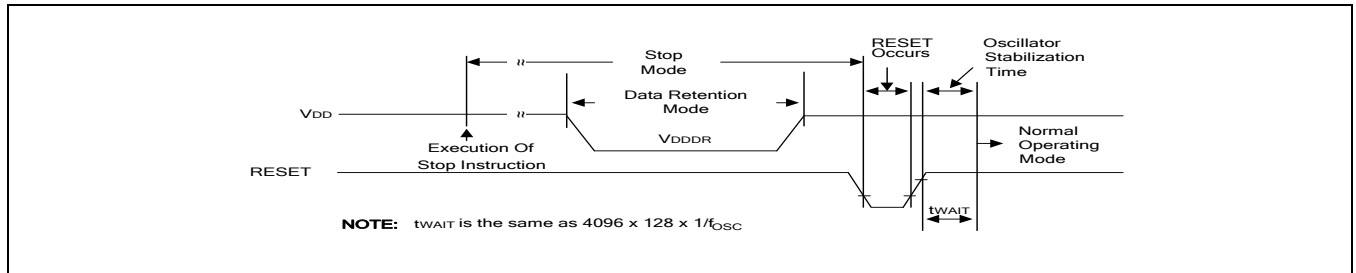 RESET
Occurs
Oscillator
Stabilization
Time
Stop
Mode
Data Retention
Mode
VDD
VDDDR
Execution Of
Stop Instruction
Normal
Operating
Mode
RESET
tWAIT
NOTE: tWAIT is the same as 4096 x 128 x 1/fOSC